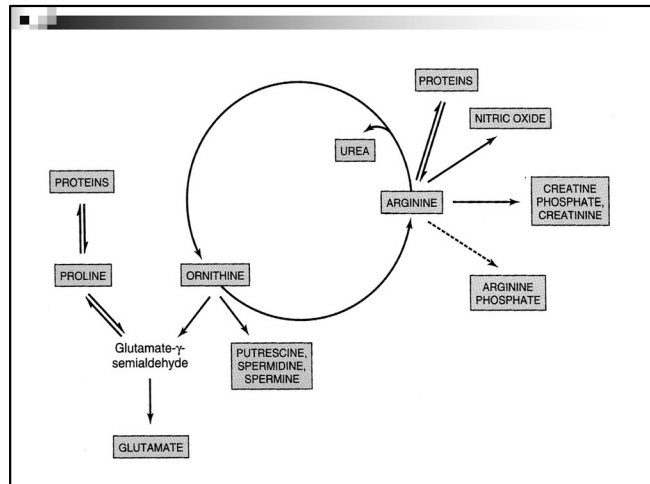 PROTEINS
NITRIC OXIDE
UREA
PROTEINS
ARGININE
CREATINE
PHOSPHATE,
CREATININE
PROLINE
ORNITHINE
ARGININE
PHOSPHATE
Glutamate-γ-
semialdehyde
PUTRESCINE,
SPERMIDINE,
SPERMINE
GLUTAMATE